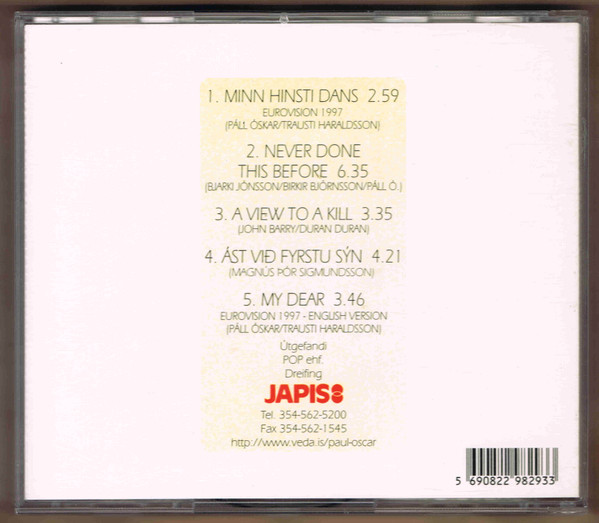 1. MINN HINSTI DANS 2.59
EUROVISION 1997
(PÁLL ÓSKAR/TRAUSTI HARALDSSON)
2. NEVER DONE
THIS BEFORE 6.35
(BJARKI JÓNSSON/BIRKIR BJÖRNSSON/PÁLL Ó.)
3. A VIEW TO A KILL 3.35
(JOHN BARRY/DURAN DURAN)
4. ÁST VIÐ FYRSTU SÝN 4.21
(MAGNÚS ÞÓR SIGMUNDSSON)
5. MY DEAR 3.46
EUROVISION 1997 - ENGLISH VERSION
(PÁLL ÓSKAR/TRAUSTI HARALDSSON)
Útgefandi
POP ehf.
Dreifing
JAPIS
Tel. 354-562-5200
Fax 354-562-1545
http://www.veda.is/paul-oscar
5 690822 982933